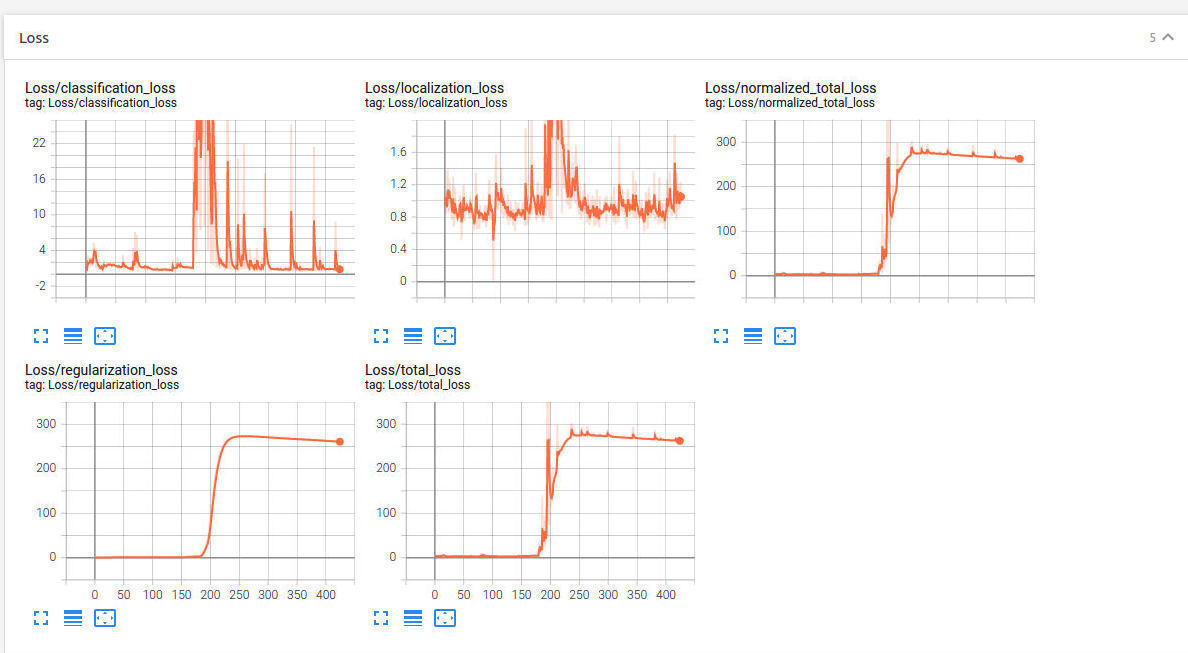 Loss
5
Loss/classification_loss
tag: Loss/classification_loss
22
16
10
4
-2
Loss/localization_loss
tag: Loss/localization_loss
1.6
1.2
0.8
0.4
0
Loss/normalized_total_loss
tag: Loss/normalized_total_loss
300
200
100
0
Loss/regularization_loss
tag: Loss/regularization_loss
300
200
100
0
0 50 100 150 200 250 300 350 400
Loss/total_loss
tag: Loss/total_loss
300
200
100
0
0 50 100 150 200 250 300 350 400